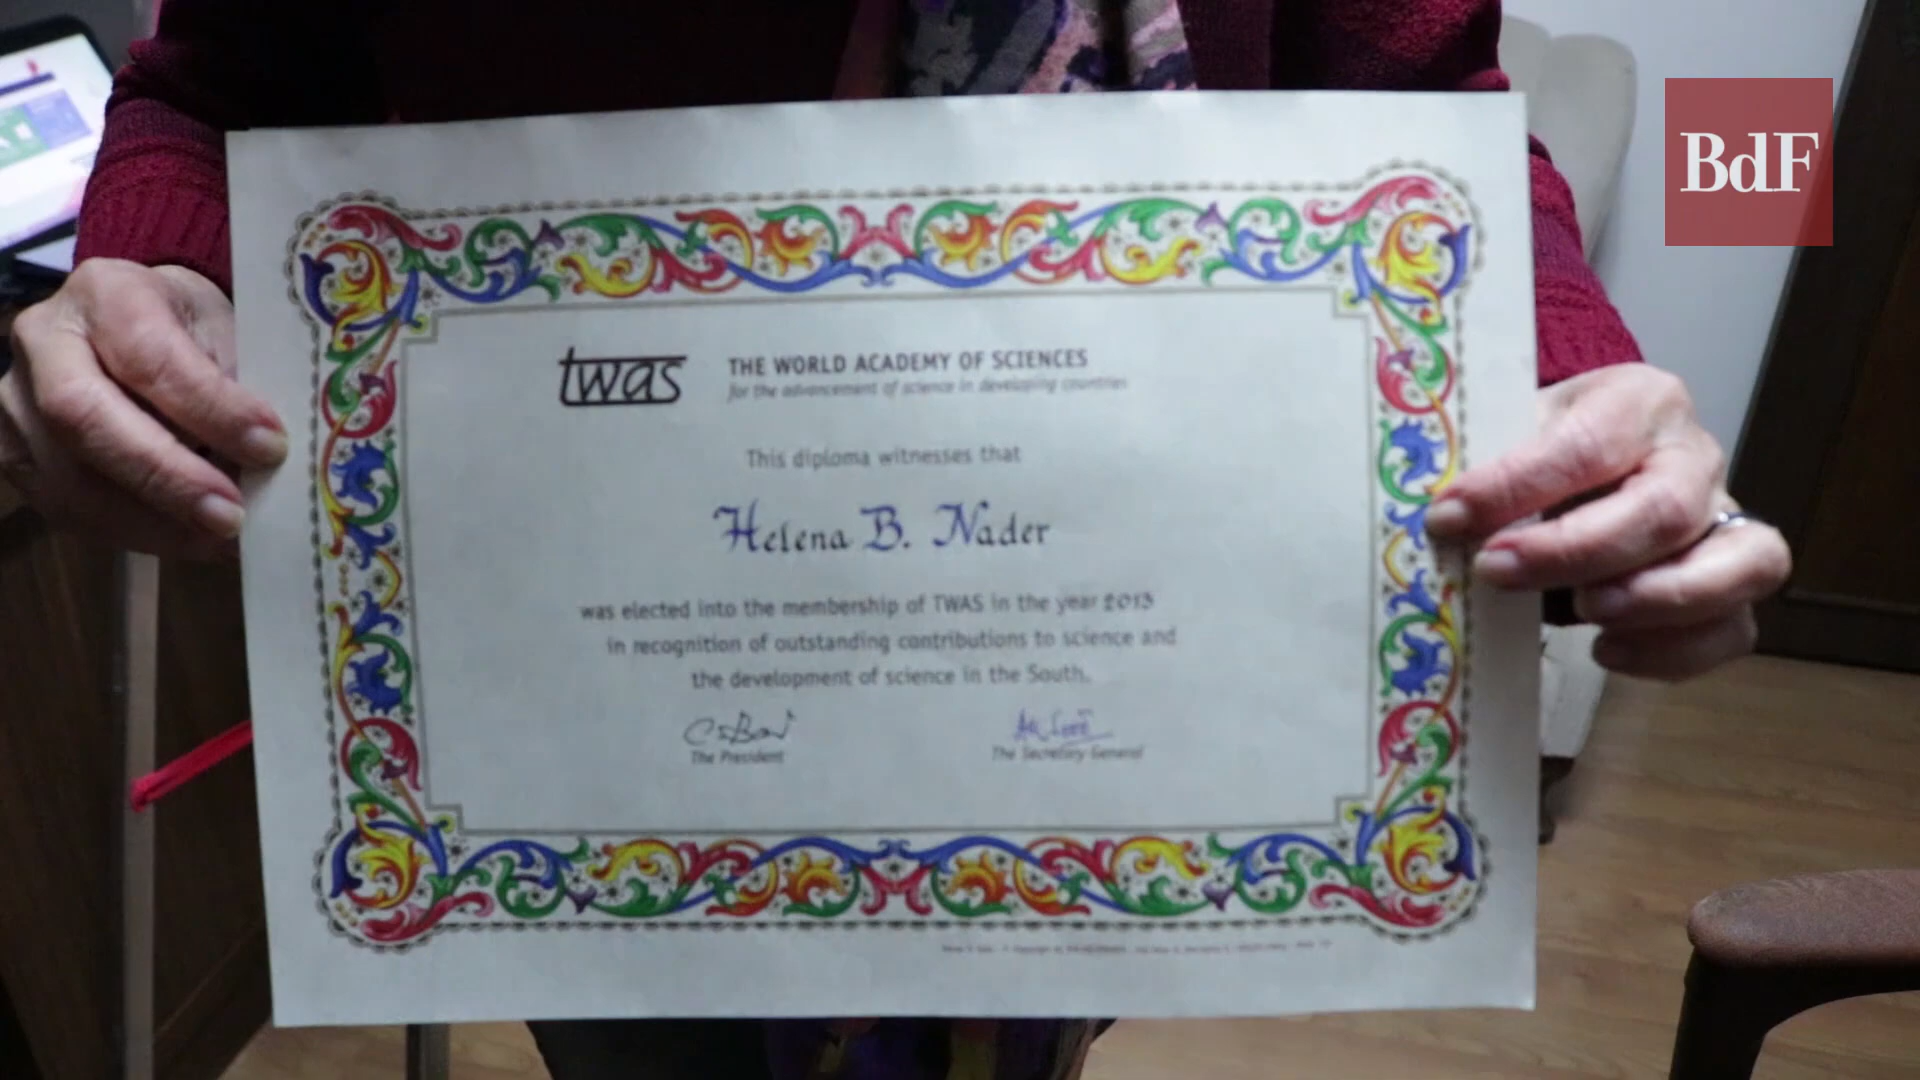 BdF
twas
THE WORLD ACADEMY OF SCIENCES
for the advancement of science in developing countries
This diploma witnesses that
Helena B. Nader
was elected into the membership of TWAS in the year 2013
in recognition of outstanding contributions to science and
the development of science in the South.
The President
The Secretary General